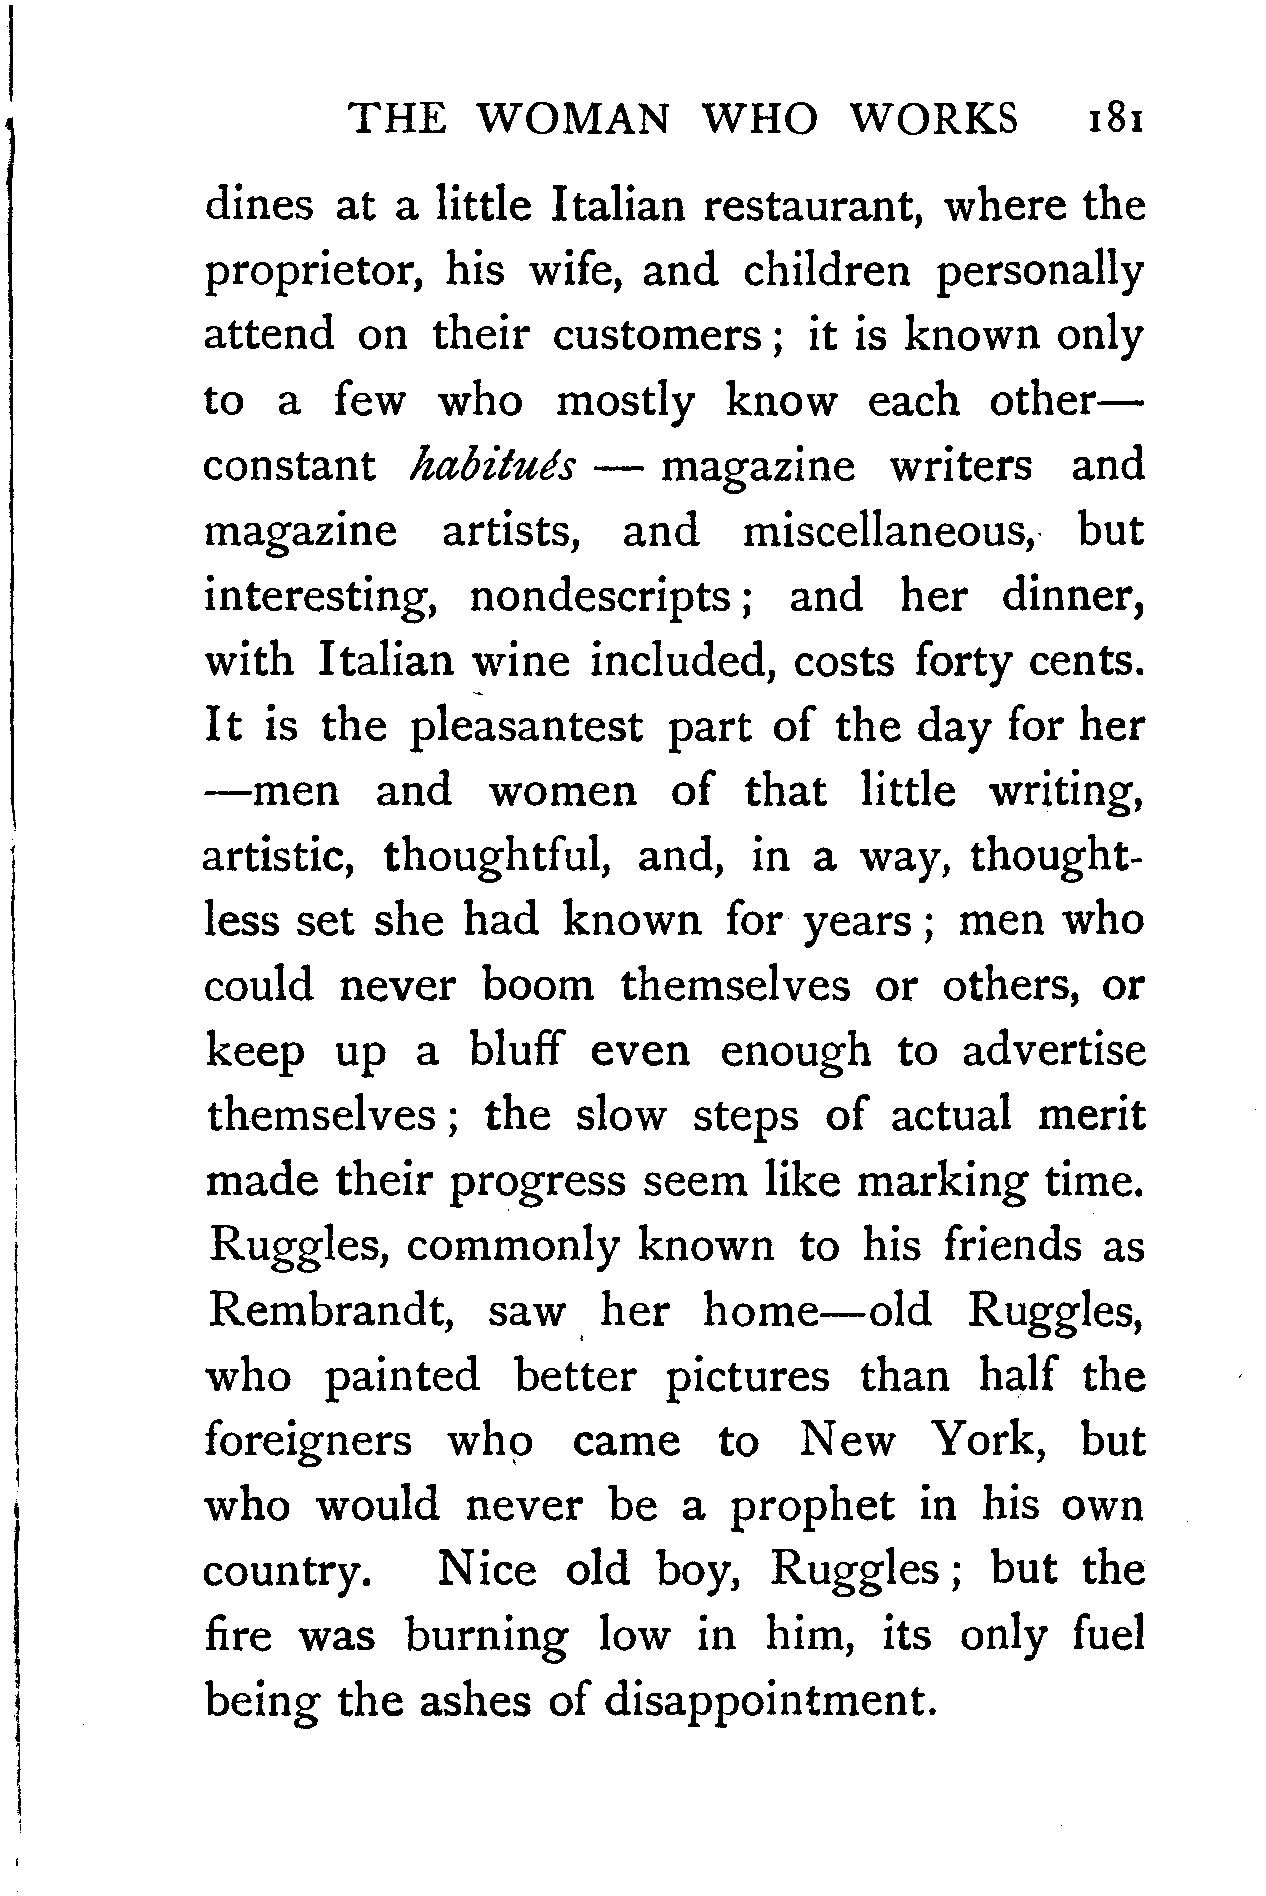 THE WOMAN WHO WORKS 181
dines at a little Italian restaurant, where the
proprietor, his wife, and children personally
attend on their customers; it is known only
to a few who mostly know each other—
constant habitués — magazine writers and
magazine artists, and miscellaneous, but
interesting, nondescripts; and her dinner,
with Italian wine included, costs forty cents.
It is the pleasantest part of the day for her
—men and women of that little writing,
artistic, thoughtful, and, in a way, thought-
less set she had known for years; men who
could never boom themselves or others, or
keep up a bluff even enough to advertise
themselves; the slow steps of actual merit
made their progress seem like marking time.
Ruggles, commonly known to his friends as
Rembrandt, saw her home—old Ruggles,
who painted better pictures than half the
foreigners who came to New York, but
who would never be a prophet in his own
country. Nice old boy, Ruggles; but the
fire was burning low in him, its only fuel
being the ashes of disappointment.